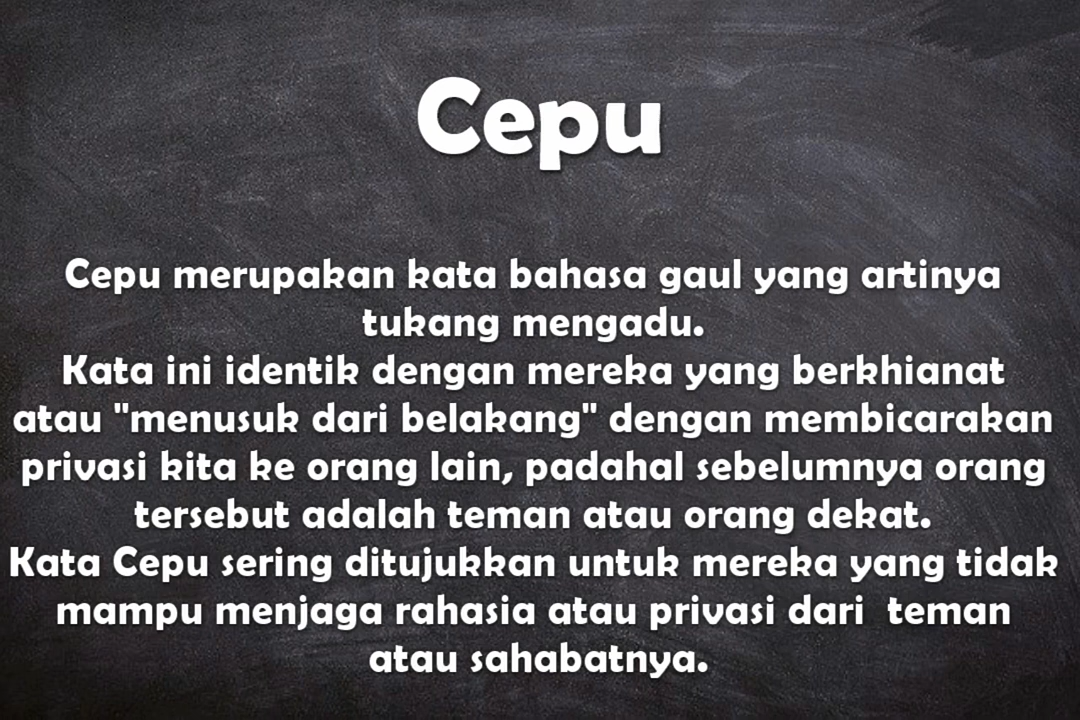 Cepu
Cepu merupakan kata bahasa gaul yang artinya
tukang mengadu.
Kata ini identik dengan mereka yang berkhianat
atau "menusuk dari belakang" dengan membicarakan
privasi kita ke orang lain, padahal sebelumnya orang
tersebut adalah teman atau orang dekat.
Kata Cepu sering ditujukkan untuk mereka yang tidak
mampu menjaga rahasia atau privasi dari  teman
atau sahabatnya.